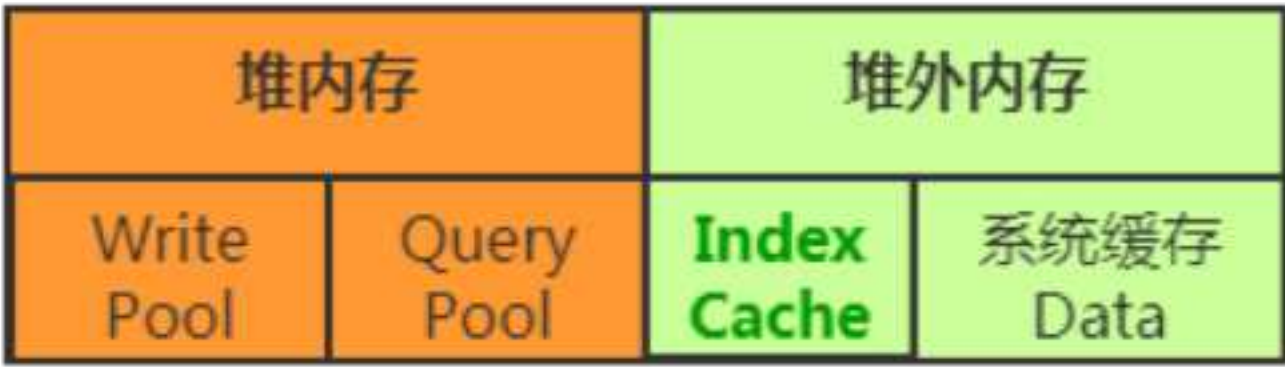 堆内存
堆外内存
Write
Pool
Query
Pool
Index
Cache
系统缓存
Data